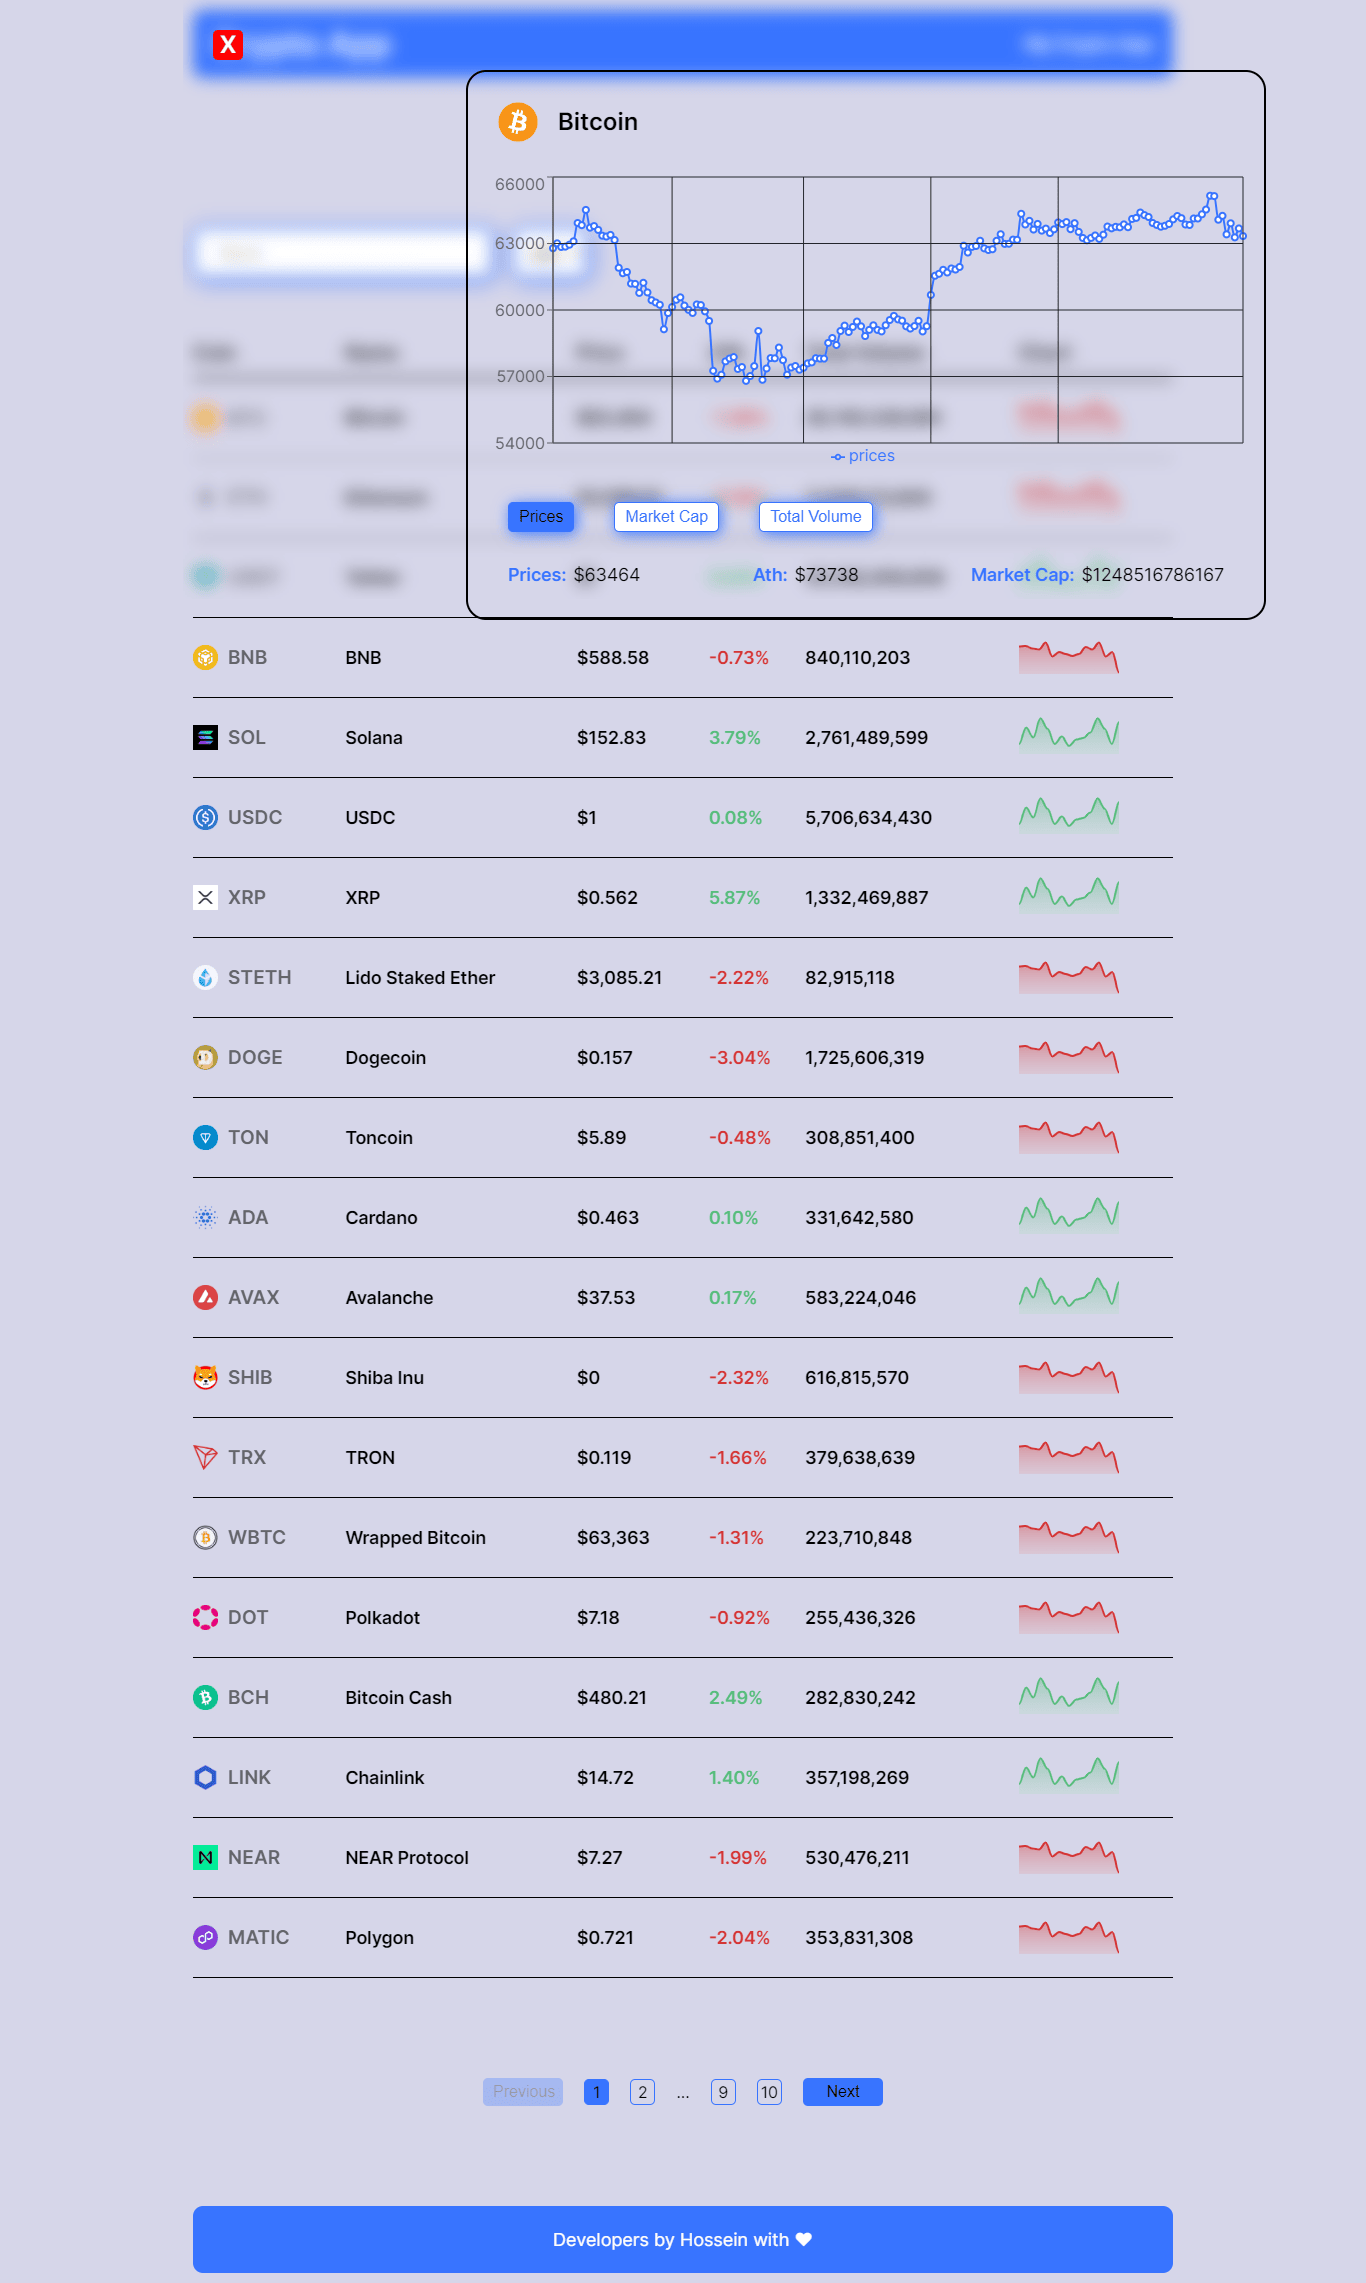 X
Crypto App
Bitcoin
66000
63000
60000
57000
54000
prices
Prices Market Cap Total Volume
Prices: $63464 Ath: $73738 Market Cap: $1248516786167
BNB BNB $588.58 -0.73% 840,110,203
SOL Solana $152.83 3.79% 2,761,489,599
USDC USDC $1 0.08% 5,706,634,430
XRP XRP $0.562 5.87% 1,332,469,887
STETH Lido Staked Ether $3,085.21 -2.22% 82,915,118
DOGE Dogecoin $0.157 -3.04% 1,725,606,319
TON Toncoin $5.89 -0.48% 308,851,400
ADA Cardano $0.463 0.10% 331,642,580
AVAX Avalanche $37.53 0.17% 583,224,046
SHIB Shiba Inu $0 -2.32% 616,815,570
TRX TRON $0.119 -1.66% 379,638,639
WBTC Wrapped Bitcoin $63,363 -1.31% 223,710,848
DOT Polkadot $7.18 -0.92% 255,436,326
BCH Bitcoin Cash $480.21 2.49% 282,830,242
LINK Chainlink $14.72 1.40% 357,198,269
NEAR NEAR Protocol $7.27 -1.99% 530,476,211
MATIC Polygon $0.721 -2.04% 353,831,308
Previous 1 2 ... 9 10 Next
Developers by Hossein with ❤